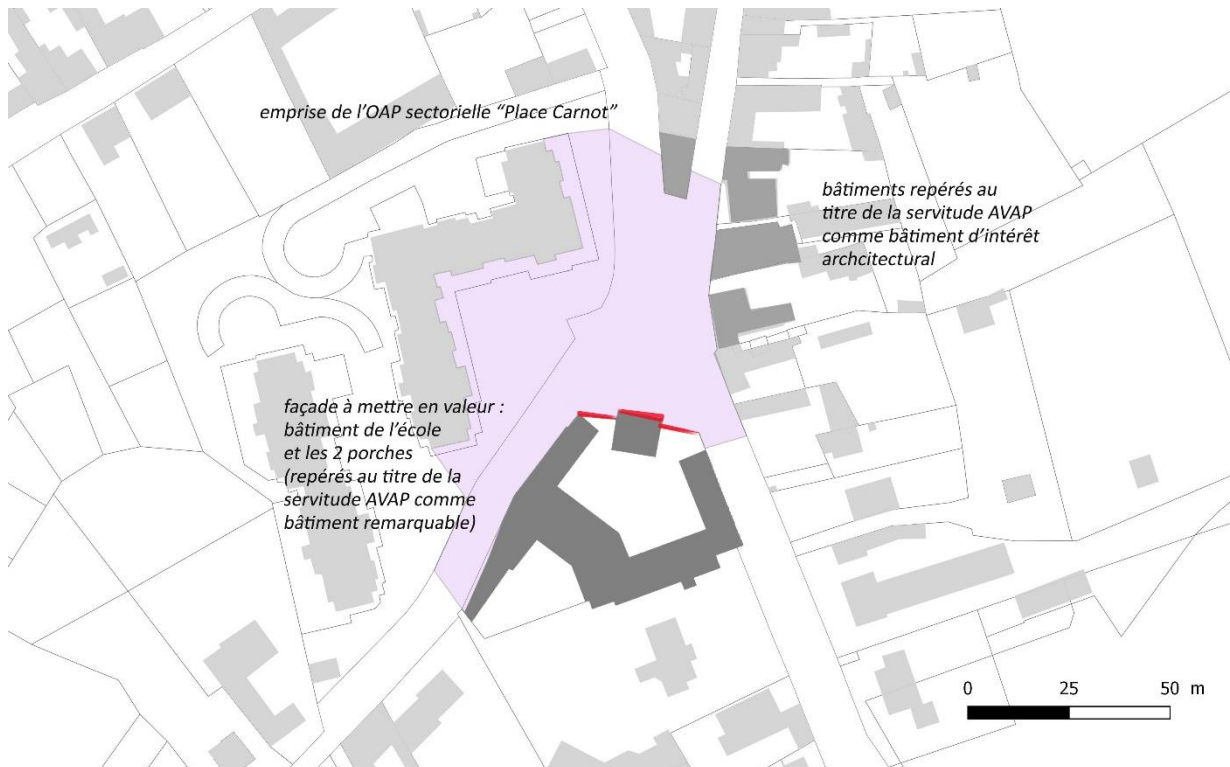 emprise de l’OAP sectorielle “Place Carnot”
bâtiments repérés au
titre de la servitude AVAP
comme bâtiment d’intérêt
archcitectural
façade à mettre en valeur :
bâtiment de l’école
et les 2 porches
(repérés au titre de la
servitude AVAP comme
bâtiment remarquable)
0 25 50 m